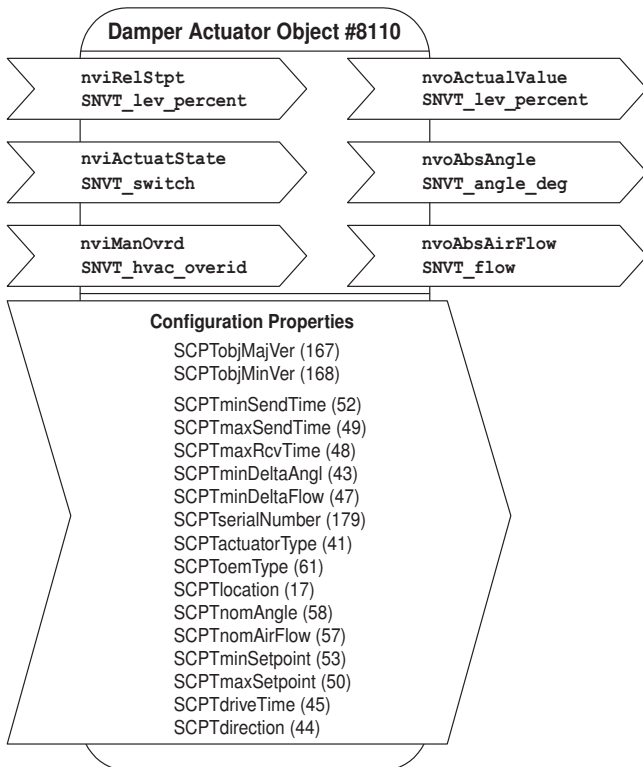 Damper Actuator Object #8110
nviRelStpt
SNVT_lev_percent
nvoActualValue
SNVT_lev_percent
nviActuatState
SNVT_switch
nvoAbsAngle
SNVT_angle_deg
nviManOvrd
SNVT_hvac_overid
nvoAbsAirFlow
SNVT_flow
Configuration Properties
SCPTobjMajVer (167)
SCPTobjMinVer (168)
SCPTminSendTime (52)
SCPTmaxSendTime (49)
SCPTmaxRcvTime (48)
SCPTminDeltaAngl (43)
SCPTminDeltaFlow (47)
SCPTserialNumber (179)
SCPTactuatorType (41)
SCPToemType (61)
SCPTlocation (17)
SCPTnomAngle (58)
SCPTnomAirFlow (57)
SCPTminSetpoint (53)
SCPTmaxSetpoint (50)
SCPTdriveTime (45)
SCPTdirection (44)